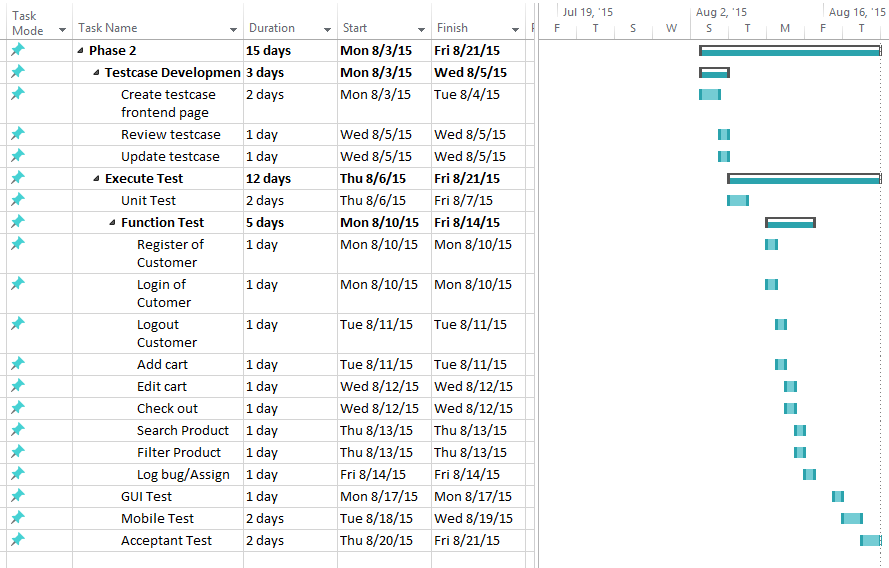 Task Mode Task Name Duration Start Finish Jul 19, '15 Aug 2, '15 Aug 16, '15
F T S W S T M F T
Phase 2 15 days Mon 8/3/15 Fri 8/21/15
Testcase Developmen 3 days Mon 8/3/15 Wed 8/5/15
Create testcase 2 days Mon 8/3/15 Tue 8/4/15
frontend page
Review testcase 1 day Wed 8/5/15 Wed 8/5/15
Update testcase 1 day Wed 8/5/15 Wed 8/5/15
Execute Test 12 days Thu 8/6/15 Fri 8/21/15
Unit Test 2 days Thu 8/6/15 Fri 8/7/15
Function Test 5 days Mon 8/10/15 Fri 8/14/15
Register of 1 day Mon 8/10/15 Mon 8/10/15
Customer
Login of 1 day Mon 8/10/15 Mon 8/10/15
Cutomer
Logout 1 day Tue 8/11/15 Tue 8/11/15
Customer
Add cart 1 day Tue 8/11/15 Tue 8/11/15
Edit cart 1 day Wed 8/12/15 Wed 8/12/15
Check out 1 day Wed 8/12/15 Wed 8/12/15
Search Product 1 day Thu 8/13/15 Thu 8/13/15
Filter Product 1 day Thu 8/13/15 Thu 8/13/15
Log bug/Assign 1 day Fri 8/14/15 Fri 8/14/15
GUI Test 1 day Mon 8/17/15 Mon 8/17/15
Mobile Test 2 days Tue 8/18/15 Wed 8/19/15
Acceptant Test 2 days Thu 8/20/15 Fri 8/21/15